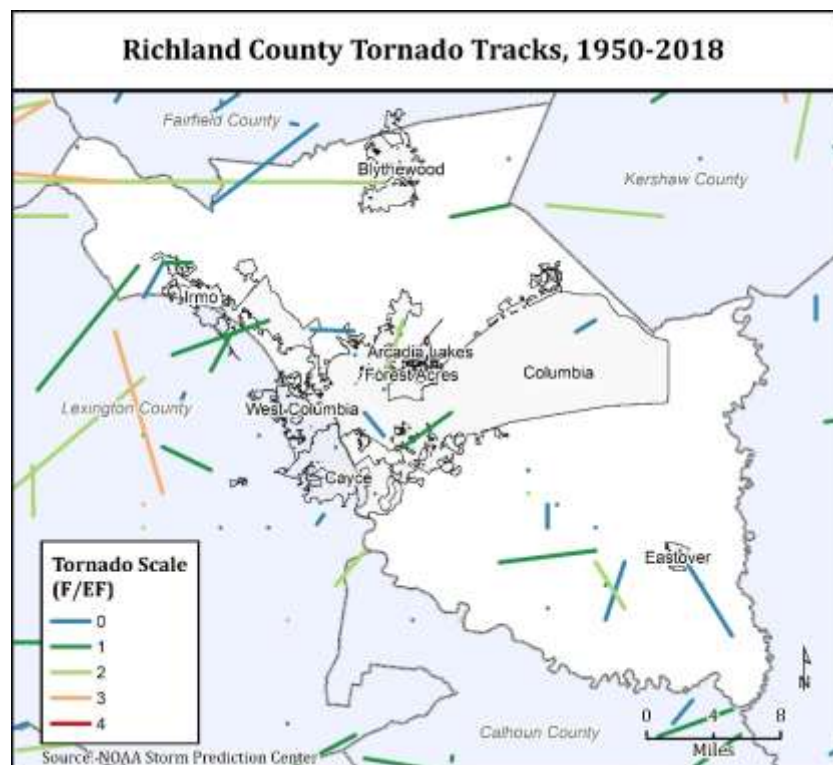 Richland County Tornado Tracks, 1950-2018
Fairfield County
Blythewood
Kershaw County
Irmo
Arcadia Lakes
Forest Acres
Columbia
Lexington County
West Columbia
Cayce
Eastover
Tornado Scale
(F/EF)
0
1
2
3
4
N
Calhoun County
0 4 8
Miles
Source: NOAA Storm Prediction Center